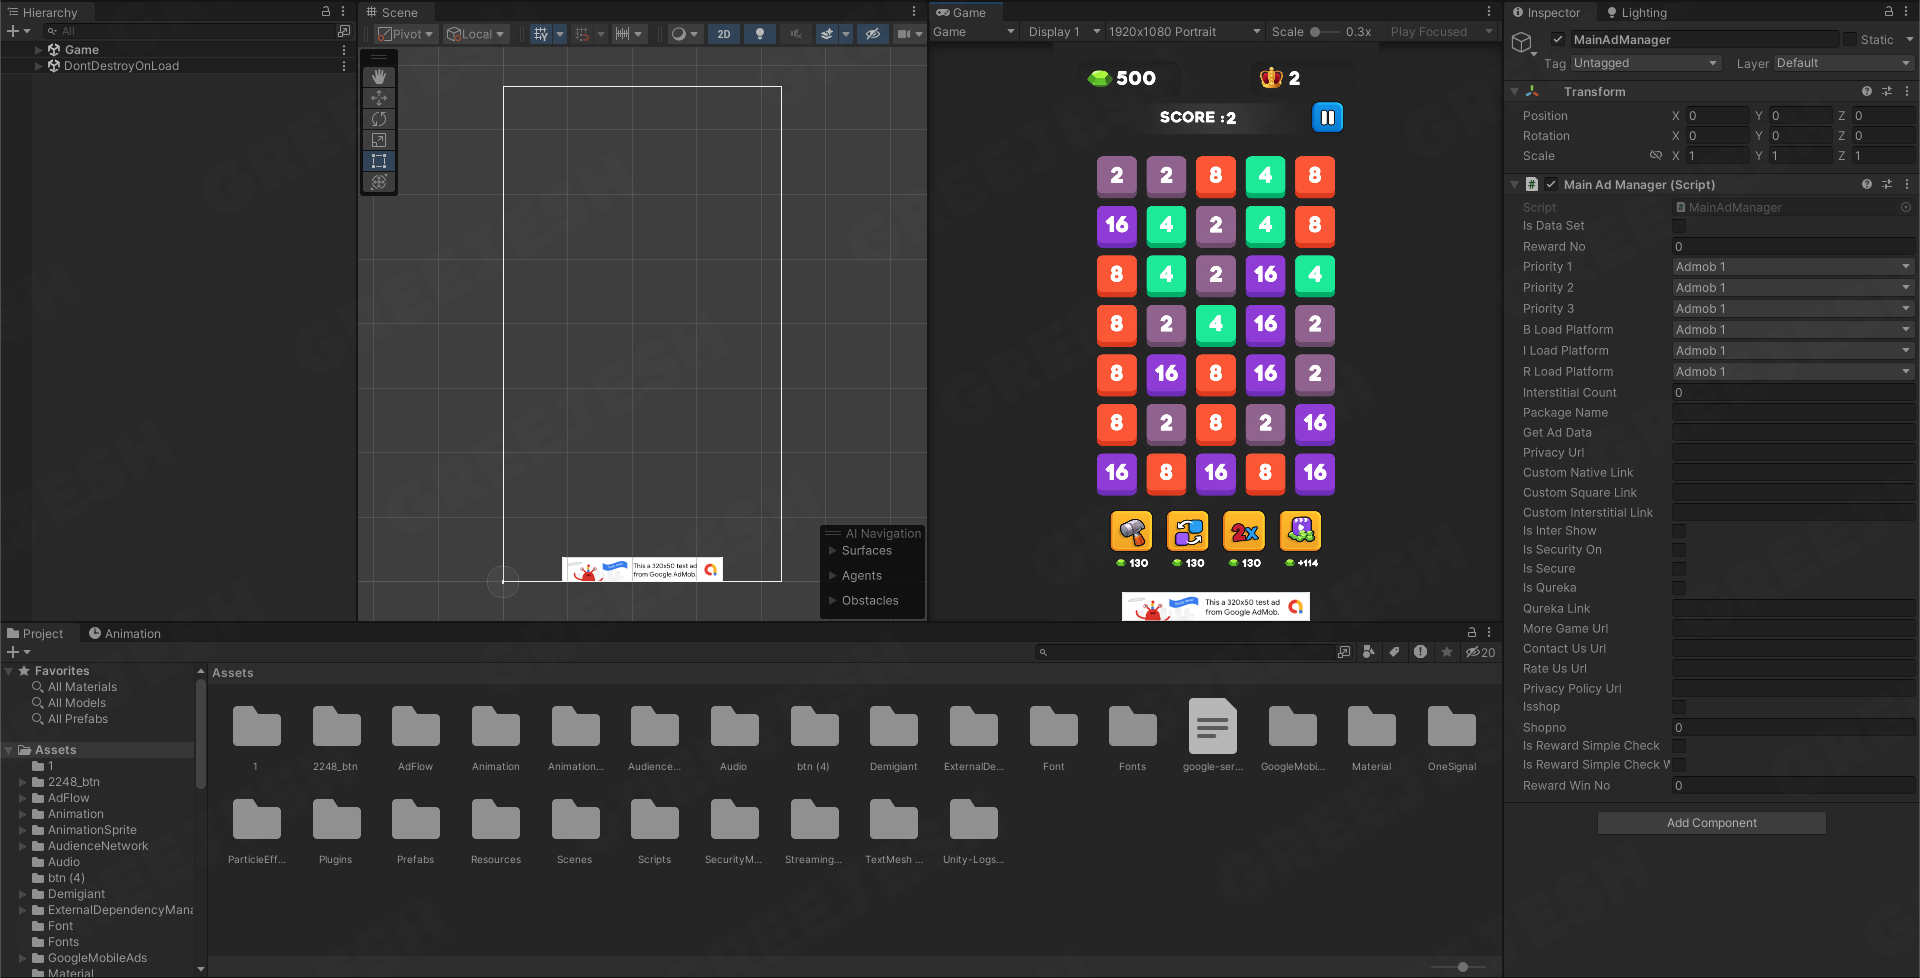 Hierarchy
All
Game
DontDestroyOnLoad
Scene
Pivot
Local
2D
This a 320x50 test ad
from Google AdMob.
AI Navigation
Surfaces
Agents
Obstacles
Game
Game
Display 1
1920x1080 Portrait
Scale
0.3x
Play Focused
500
2
SCORE :2
2 2 8 4 8
16 4 2 4 8
8 4 2 16 4
8 2 4 16 2
8 16 8 16 2
8 2 8 2 16
16 8 16 8 16
2x
130 130 130 +114
This a 320x50 test ad
from Google AdMob.
Inspector
Lighting
MainAdManager
Static
Tag Untagged
Layer Default
Transform
Position X 0 Y 0 Z 0
Rotation X 0 Y 0 Z 0
Scale X 1 Y 1 Z 1
Main Ad Manager (Script)
Script MainAdManager
Is Data Set
Reward No 0
Priority 1 Admob 1
Priority 2 Admob 1
Priority 3 Admob 1
B Load Platform Admob 1
I Load Platform Admob 1
R Load Platform Admob 1
Interstitial Count 0
Package Name
Get Ad Data
Privacy Url
Custom Native Link
Custom Square Link
Custom Interstitial Link
Is Inter Show
Is Security On
Is Secure
Is Qureka
Qureka Link
More Game Url
Contact Us Url
Rate Us Url
Privacy Policy Url
Isshop
Shopno 0
Is Reward Simple Check
Is Reward Simple Check W
Reward Win No 0
Add Component
Project
Animation
20
Favorites
All Materials
All Models
All Prefabs
Assets
1
2248_btn
AdFlow
Animation
AnimationSprite
AudienceNetwork
Audio
btn (4)
Demigiant
ExternalDependencyMana
Font
Fonts
GoogleMobileAds
Material
Assets
1 2248_btn AdFlow Animation Animation... Audience... Audio btn (4) Demigiant ExternalDe... Font Fonts google-ser... GoogleMobi... Material OneSignal
ParticleEff... Plugins Prefabs Resources Scenes Scripts SecurityM... Streaming... TextMesh ... Unity-Logs...